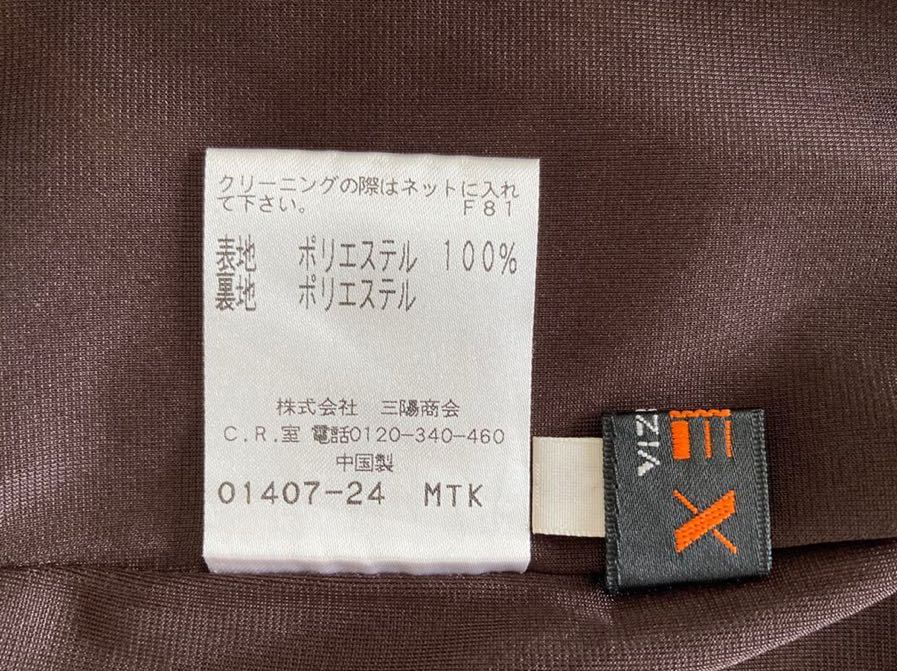 クリーニングの際はネットに入れ
て下さい。 F81
表地 ポリエステル 100%
裏地 ポリエステル
株式会社 三陽商会
C.R.室 電話0120-340-460
中国製
01407-24 MTK
VIZ
EX